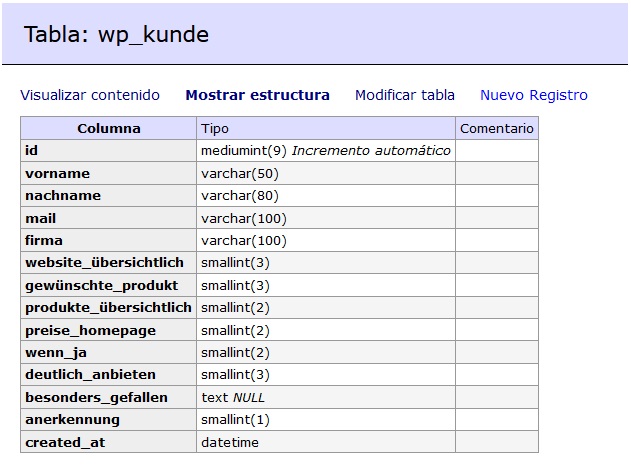 Tabla: wp_kunde
Visualizar contenido Mostrar estructura Modificar tabla Nuevo Registro
Columna Tipo Comentario
id mediumint(9) Incremento automático
vorname varchar(50)
nachname varchar(80)
mail varchar(100)
firma varchar(100)
website_übersichtlich smallint(3)
gewünschte_produkt smallint(3)
produkte_übersichtlich smallint(2)
preise_homepage smallint(2)
wenn_ja smallint(2)
deutlich_anbieten smallint(3)
besonders_gefallen text NULL
anerkennung smallint(1)
created_at datetime